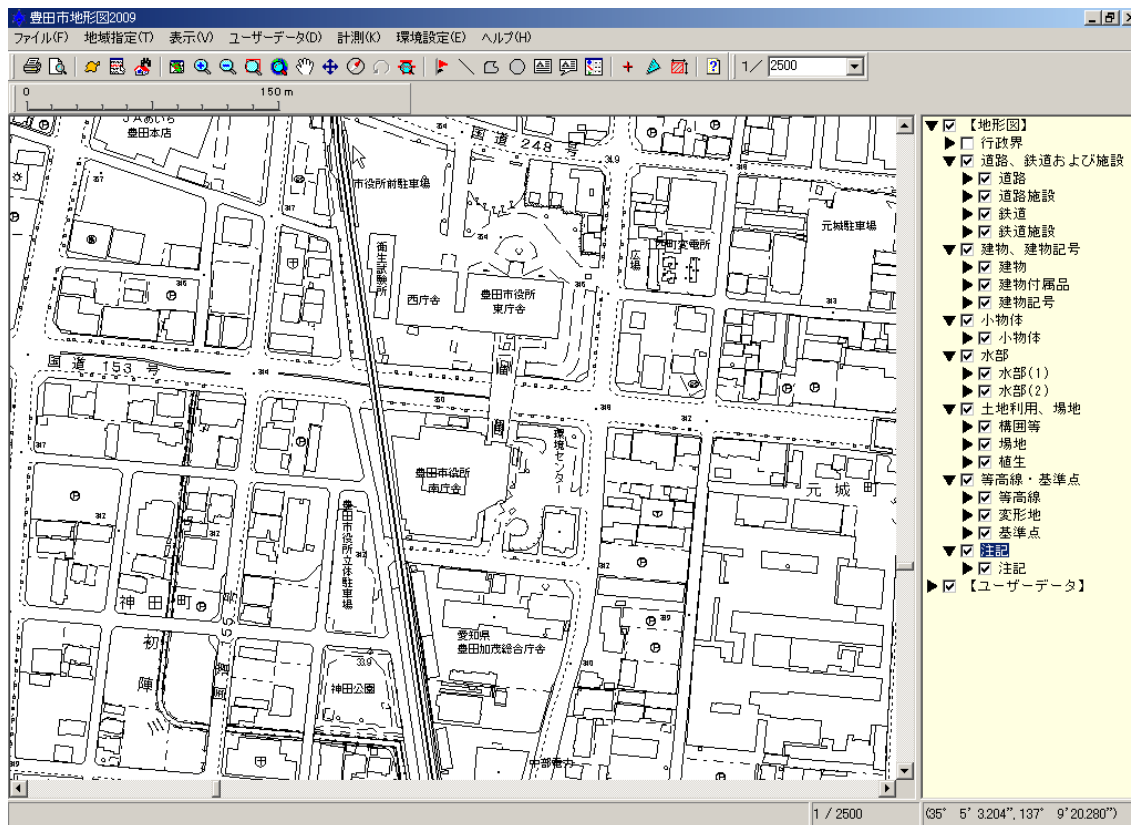 豊田市地形図2009
ファイル(F) 地域指定(T) 表示(V) ユーザーデータ(D) 計測(K) 環境設定(E) ヘルプ(H)
1／ 2500
0 150 m
JAあいち
豊田本店
国道 248 号
市役所前駐車場
衛生試験所
西庁舎
豊田市役所
東庁舎
広場
元城駐車場
国道 153 号
豊田市役所
南庁舎
環境センター
元城町
豊田市役所立体駐車場
神田町
155 号
初陣
愛知県
豊田加茂総合庁舎
33.9
神田公園
中部電力
【地形図】
行政界
道路、鉄道および施設
道路
道路施設
鉄道
鉄道施設
建物、建物記号
建物
建物付属品
建物記号
小物体
小物体
水部
水部(1)
水部(2)
土地利用、場地
構囲等
場地
植生
等高線・基準点
等高線
変形地
基準点
注記
注記
【ユーザーデータ】
1 / 2500
(35° 5' 3.204", 137° 9'20.280")